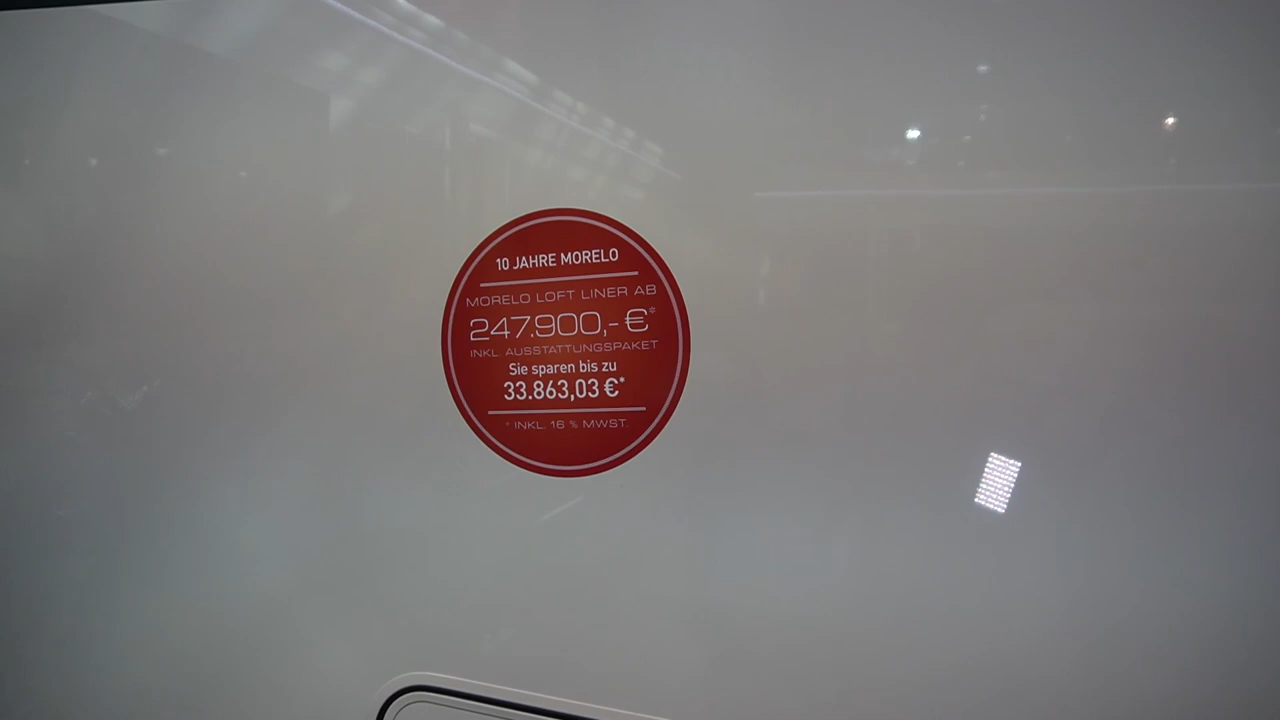 10 JAHRE MORELO
MORELO LOFT LINER AB
247.900,- €*
INKL. AUSSTATTUNGSPAKET
Sie sparen bis zu
33.863,03 €*
* INKL. 16 % MWST.